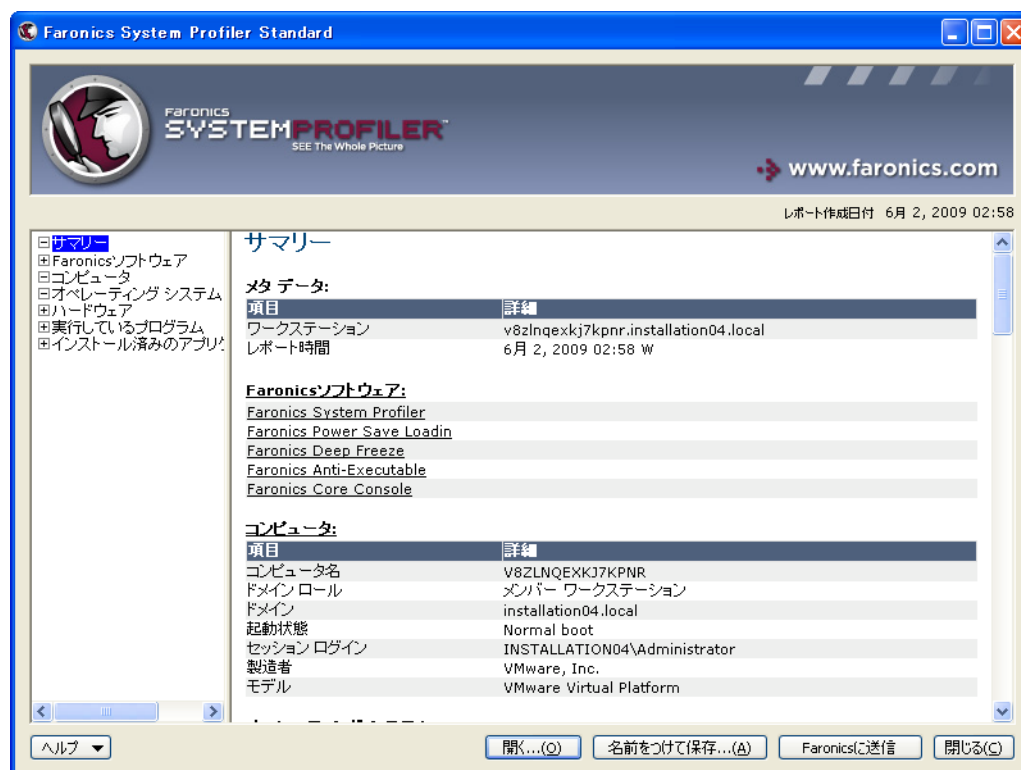 Faronics System Profiler Standard
Faronics
SYSTEMPROFILER™
SEE The Whole Picture
www.faronics.com
レポート作成日付 6月 2, 2009 02:58
サマリー
Faronicsソフトウェア
コンピュータ
オペレーティング システム
ハードウェア
実行しているプログラム
インストール済みのアプリケ
サマリー
メタ データ:
項目 詳細
ワークステーション v8zlnqexkj7kpnr.installation04.local
レポート時間 6月 2, 2009 02:58 W
Faronicsソフトウェア:
Faronics System Profiler
Faronics Power Save Loadin
Faronics Deep Freeze
Faronics Anti-Executable
Faronics Core Console
コンピュータ:
項目 詳細
コンピュータ名 V8ZLNQEXKJ7KPNR
ドメイン ロール メンバー ワークステーション
ドメイン installation04.local
起動状態 Normal boot
セッション ログイン INSTALLATION04\Administrator
製造者 VMware, Inc.
モデル VMware Virtual Platform
ヘルプ
開く...(O)
名前をつけて保存...(A)
Faronicsに送信
閉じる(C)